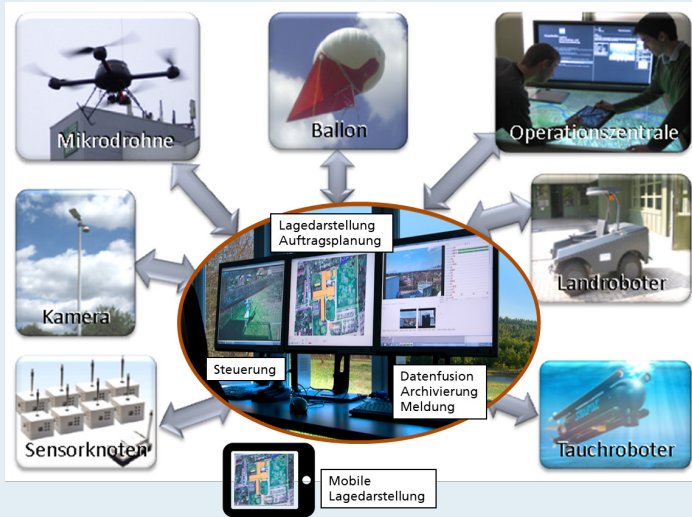 Mikrodrohne
Ballon
Operationszentrale
Lagedarstellung
Auftragsplanung
Kamera
Landroboter
Steuerung
Datenfusion
Archivierung
Meldung
Sensorknoten
Tauchroboter
Mobile
Lagedarstellung